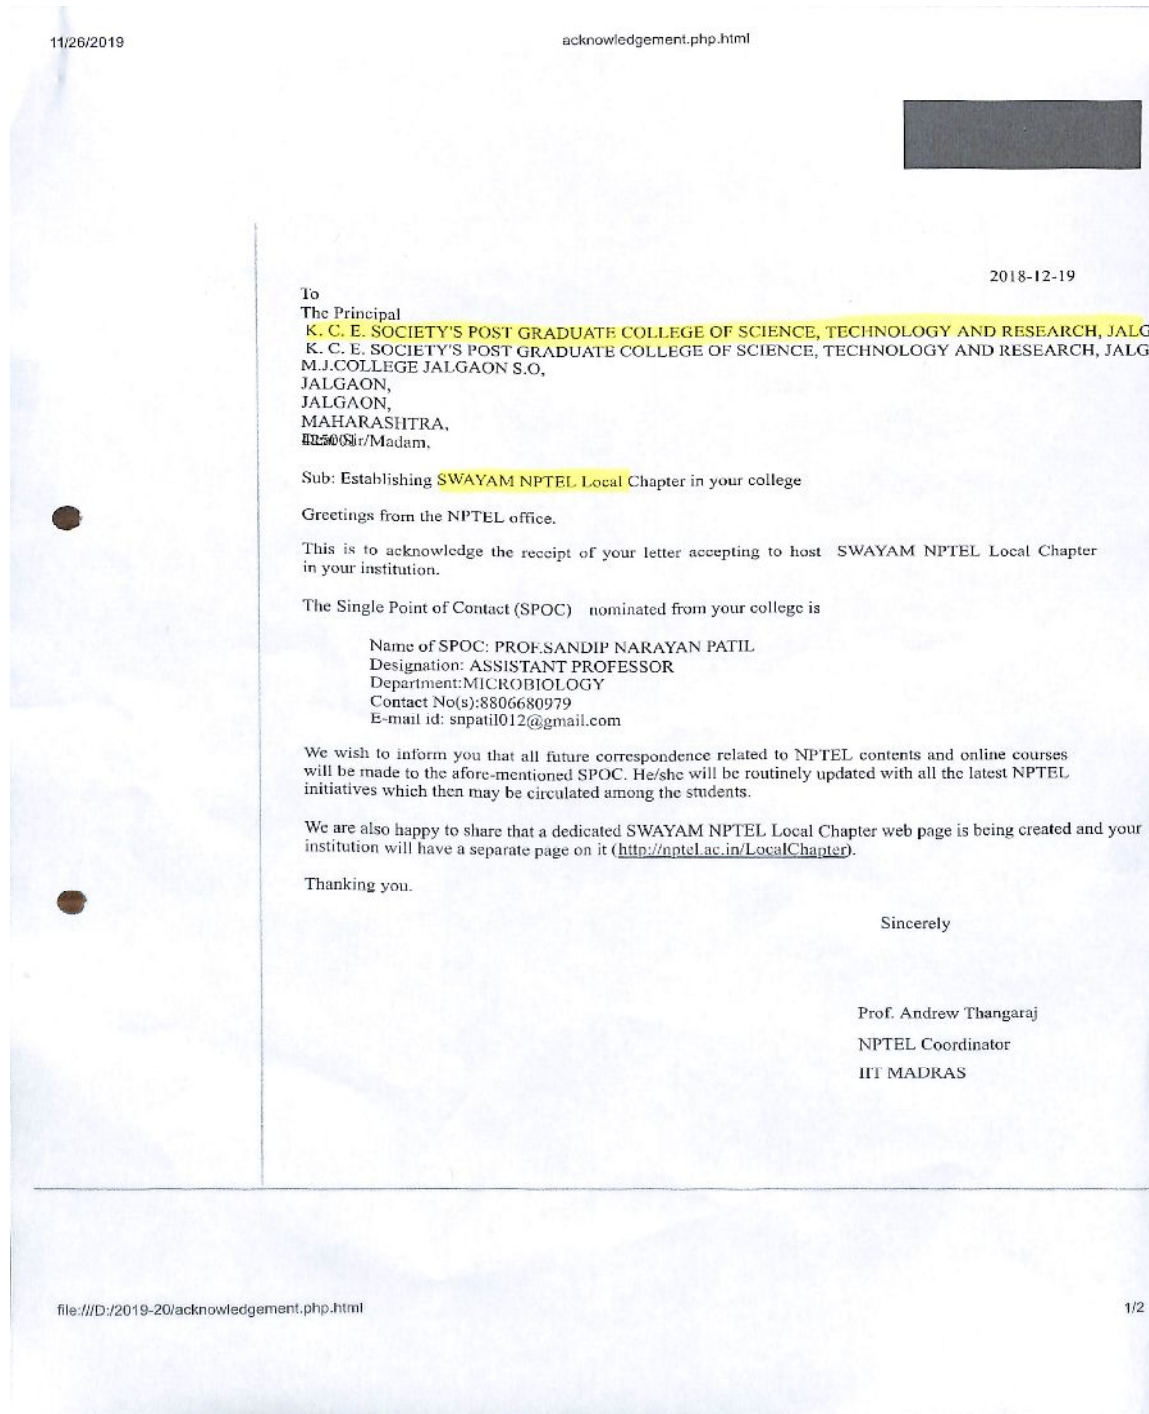 11/26/2019
acknowledgement.php.html
2018-12-19
To
The Principal
K. C. E. SOCIETY'S POST GRADUATE COLLEGE OF SCIENCE, TECHNOLOGY AND RESEARCH, JALG
K. C. E. SOCIETY'S POST GRADUATE COLLEGE OF SCIENCE, TECHNOLOGY AND RESEARCH, JALG
M.J.COLLEGE JALGAON S.O,
JALGAON,
JALGAON,
MAHARASHTRA,
Sir/Madam,
Sub: Establishing SWAYAM NPTEL Local Chapter in your college
Greetings from the NPTEL office.
This is to acknowledge the receipt of your letter accepting to host SWAYAM NPTEL Local Chapter
in your institution.
The Single Point of Contact (SPOC) nominated from your college is
Name of SPOC: PROF.SANDIP NARAYAN PATIL
Designation: ASSISTANT PROFESSOR
Department:MICROBIOLOGY
Contact No(s):8806680979
E-mail id: snpatil012@gmail.com
We wish to inform you that all future correspondence related to NPTEL contents and online courses
will be made to the afore-mentioned SPOC. He/she will be routinely updated with all the latest NPTEL
initiatives which then may be circulated among the students.
We are also happy to share that a dedicated SWAYAM NPTEL Local Chapter web page is being created and your
institution will have a separate page on it (http://nptel.ac.in/LocalChapter).
Thanking you.
Sincerely
Prof. Andrew Thangaraj
NPTEL Coordinator
IIT MADRAS
file:///D:/2019-20/acknowledgement.php.html
1/2